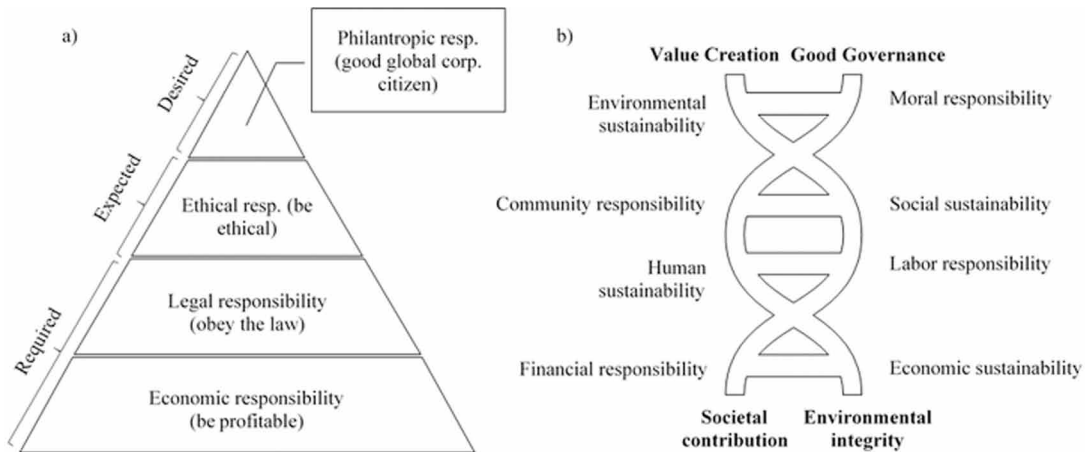 a)
Philantropic resp.
(good global corp.
citizen)
Desired
Expected
Required
Ethical resp. (be
ethical)
Legal responsibility
(obey the law)
Economic responsibility
(be profitable)
b)
Value Creation Good Governance
Environmental
sustainability
Moral responsibility
Community responsibility
Social sustainability
Human
sustainability
Labor responsibility
Financial responsibility
Economic sustainability
Societal
contribution
Environmental
integrity